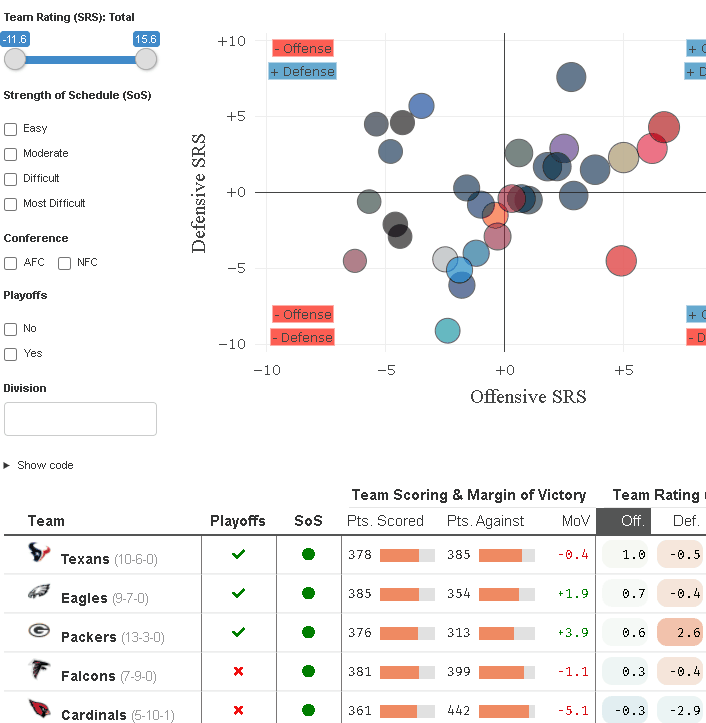 Team Rating (SRS): Total
-11.6 15.6
Strength of Schedule (SoS)
Easy
Moderate
Difficult
Most Difficult
Conference
AFC NFC
Playoffs
No
Yes
Division
Show code
+10
+5
+0
−5
−10
Defensive SRS
- Offense
+ Defense
- Offense
- Defense
+
+
+
- D
−10 −5 +0 +5
Offensive SRS
Team Scoring & Margin of Victory Team Rating
Team Playoffs SoS Pts. Scored Pts. Against MoV Off. Def.
Texans (10-6-0) 378 385 -0.4 1.0 -0.5
Eagles (9-7-0) 385 354 +1.9 0.7 -0.4
Packers (13-3-0) 376 313 +3.9 0.6 2.6
Falcons (7-9-0) 381 399 -1.1 0.3 -0.4
Cardinals (5-10-1) 361 442 -5.1 -0.3 -2.9